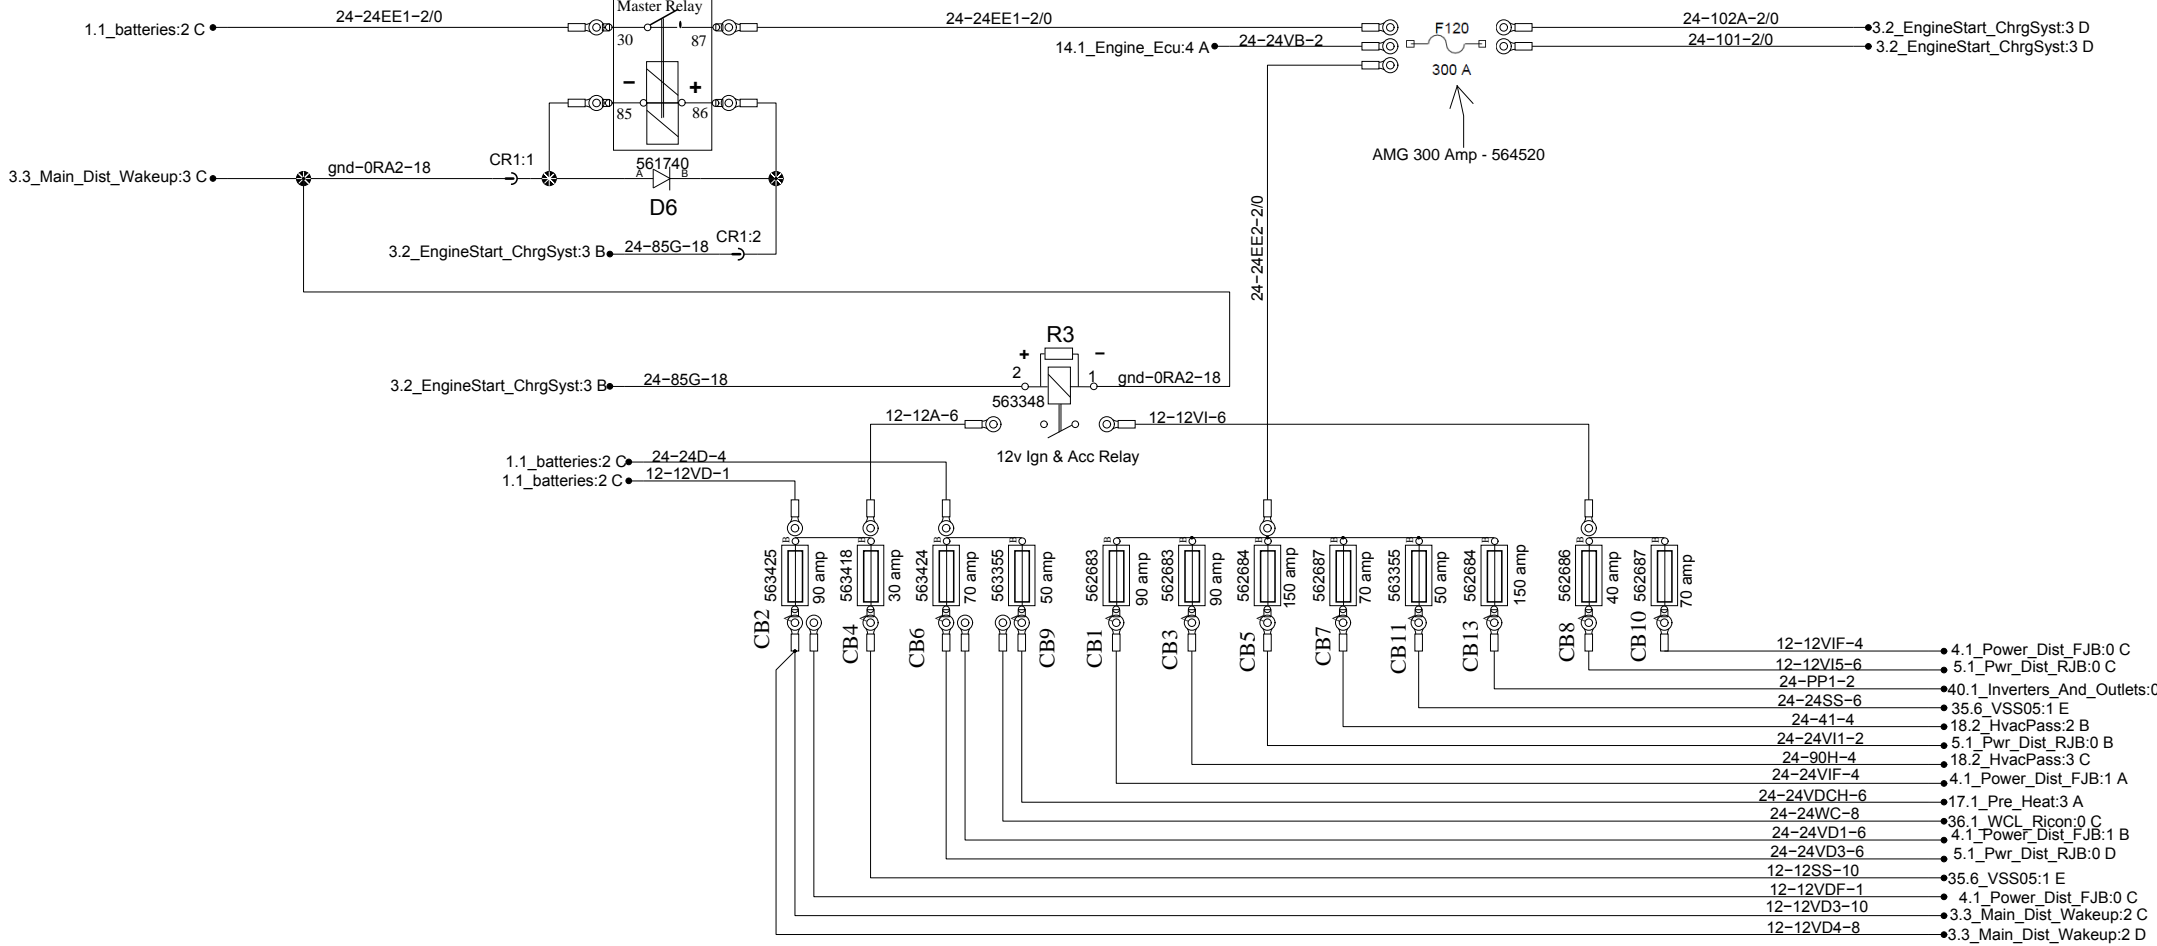 Master Relay
24-24EE1-2/0
24-24EE1-2/0
24-102A-2/0
1.1_batteries:2 C
30
87
14.1_Engine_Ecu:4 A
24-24VB-2
F120
3.2_EngineStart_ChrgSyst:3 D
24-101-2/0
3.2_EngineStart_ChrgSyst:3 D
300 A
−
+
85
86
AMG 300 Amp - 564520
3.3_Main_Dist_Wakeup:3 C
gnd-0RA2-18
CR1:1
561740
A
B
D6
3.2_EngineStart_ChrgSyst:3 B
24-85G-18
CR1:2
24-24EE2-2/0
R3
+
−
3.2_EngineStart_ChrgSyst:3 B
24-85G-18
2
1
gnd-0RA2-18
563348
12-12A-6
12-12VI-6
12v Ign & Acc Relay
1.1_batteries:2 C
24-24D-4
1.1_batteries:2 C
12-12VD-1
B
B
B
B
B
B
B
B
B
B
B
B
563425
90 amp
563418
30 amp
563424
70 amp
563355
50 amp
562683
90 amp
562683
90 amp
562684
150 amp
562687
70 amp
563355
50 amp
562684
150 amp
562686
40 amp
562687
70 amp
CB2
CB4
CB6
CB9
CB1
CB3
CB5
CB7
CB11
CB13
CB8
CB10
12-12VIF-4
4.1_Power_Dist_FJB:0 C
12-12VI5-6
5.1_Pwr_Dist_RJB:0 C
24-PP1-2
40.1_Inverters_And_Outlets:0
24-24SS-6
35.6_VSS05:1 E
24-41-4
18.2_HvacPass:2 B
24-24VI1-2
5.1_Pwr_Dist_RJB:0 B
24-90H-4
18.2_HvacPass:3 C
24-24VIF-4
4.1_Power_Dist_FJB:1 A
24-24VDCH-6
17.1_Pre_Heat:3 A
24-24WC-8
36.1_WCL_Ricon:0 C
24-24VD1-6
4.1_Power_Dist_FJB:1 B
24-24VD3-6
5.1_Pwr_Dist_RJB:0 D
12-12SS-10
35.6_VSS05:1 E
12-12VDF-1
4.1_Power_Dist_FJB:0 C
12-12VD3-10
3.3_Main_Dist_Wakeup:2 C
12-12VD4-8
3.3_Main_Dist_Wakeup:2 D